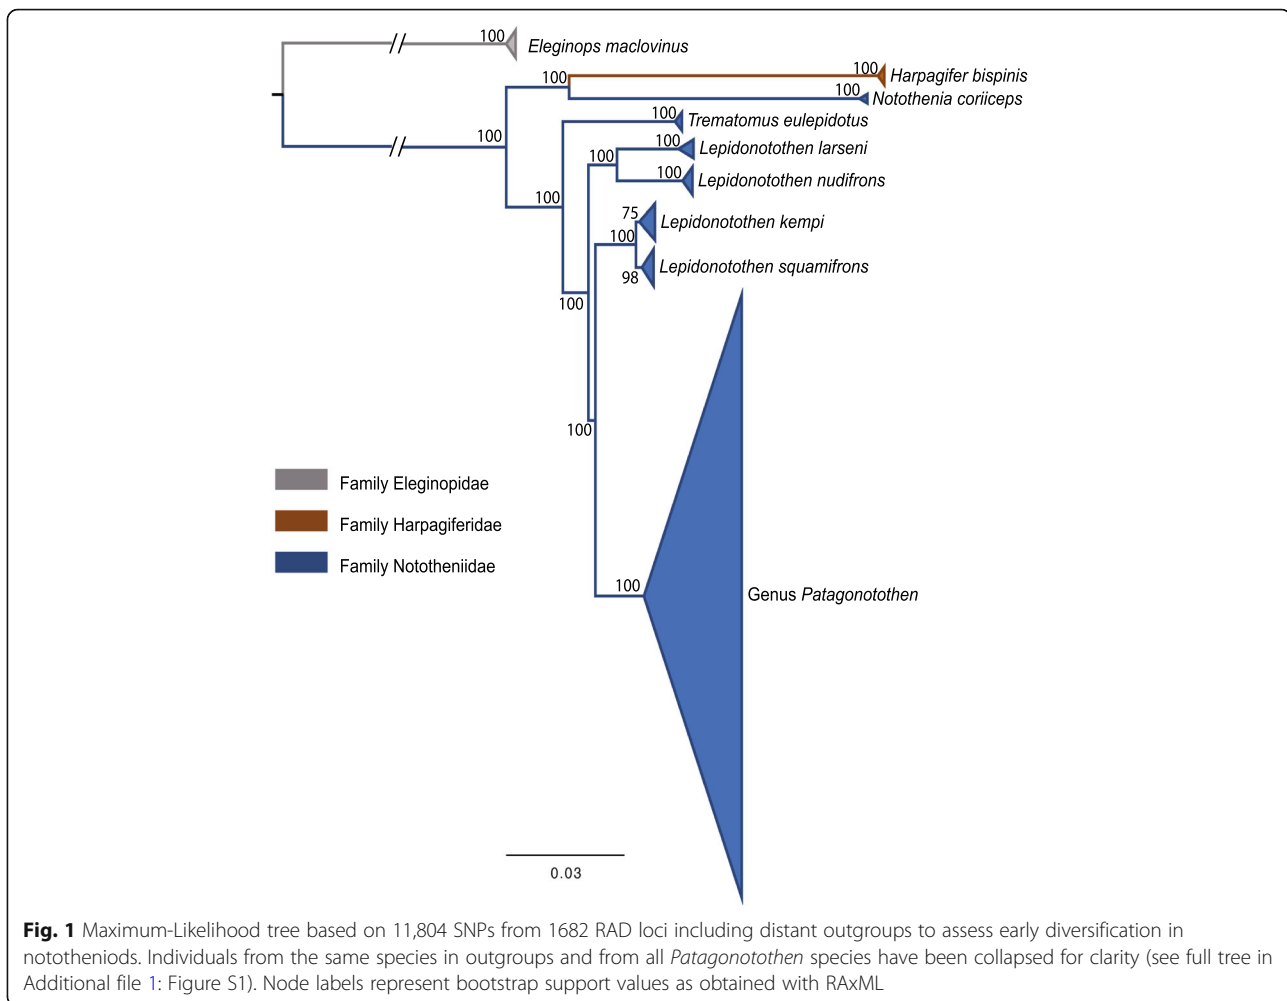 100
Eleginops maclovinus
100
100
Harpagifer bispinis
100
Notothenia coriiceps
100
100
Trematomus eulepidotus
100
Lepidonotothen larseni
100
100
Lepidonotothen nudifrons
100
75
Lepidonotothen kempi
100
Lepidonotothen squamifrons
98
100
100
Family Eleginopidae
Family Harpagiferidae
Family Nototheniidae
100
Genus Patagonotothen
0.03
Fig. 1 Maximum-Likelihood tree based on 11,804 SNPs from 1682 RAD loci including distant outgroups to assess early diversification in
nototheniods. Individuals from the same species in outgroups and from all Patagonotothen species have been collapsed for clarity (see full tree in
Additional file 1: Figure S1). Node labels represent bootstrap support values as obtained with RAxML